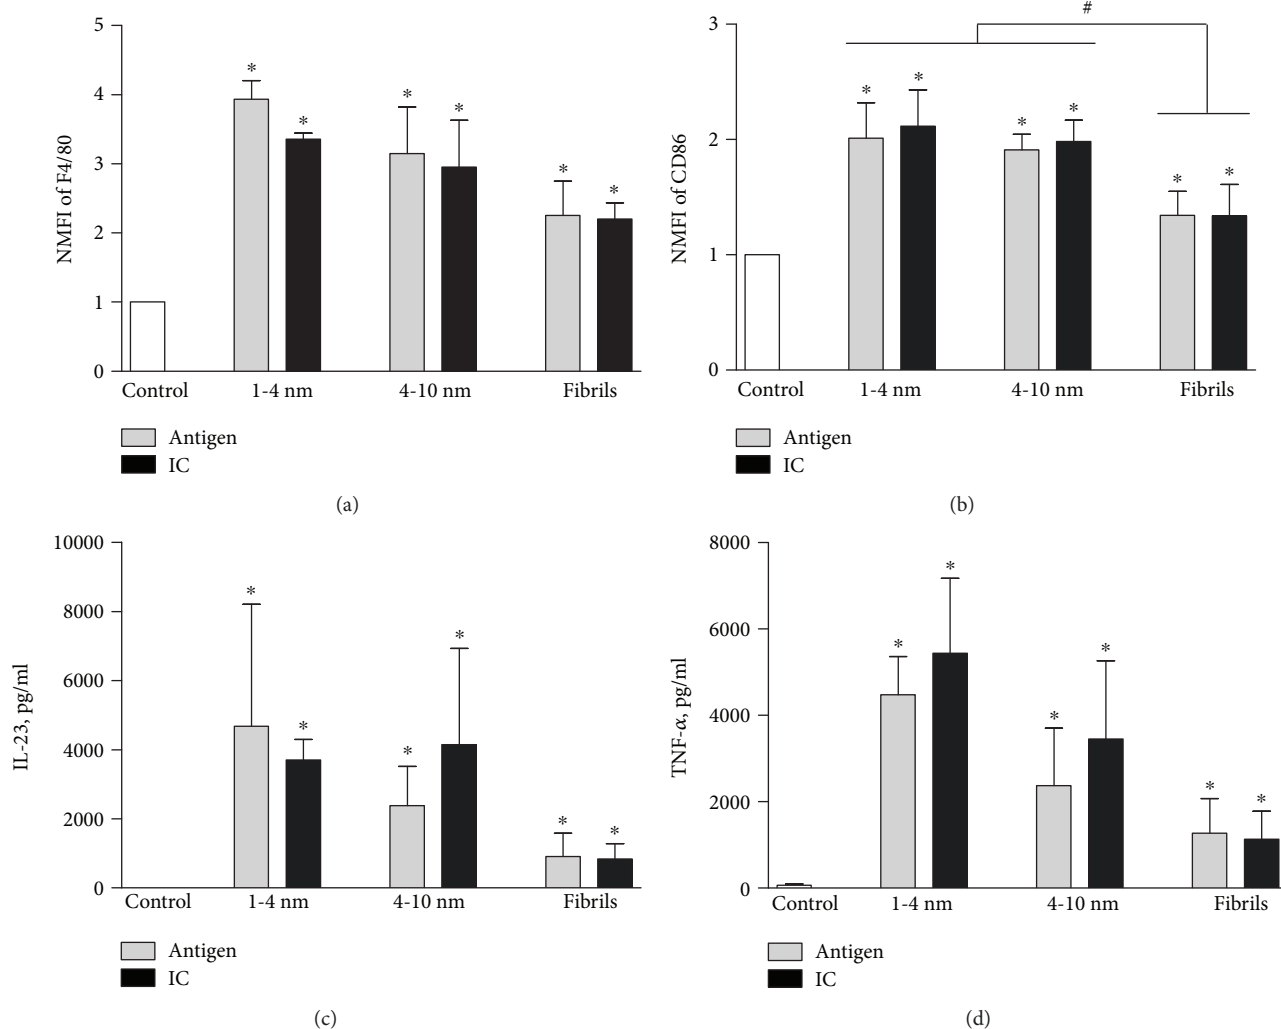 5
4
3
2
1
0
NMFI of F4/80
* * * * * *
Control 1-4 nm 4-10 nm Fibrils
Antigen
IC
(a)
3
2
1
0
NMFI of CD86
#
* * * * * *
Control 1-4 nm 4-10 nm Fibrils
Antigen
IC
(b)
10000
8000
6000
4000
2000
0
IL-23, pg/ml
* * * * * *
Control 1-4 nm 4-10 nm Fibrils
Antigen
IC
(c)
8000
6000
4000
2000
0
TNF-α, pg/ml
* * * * * *
Control 1-4 nm 4-10 nm Fibrils
Antigen
IC
(d)